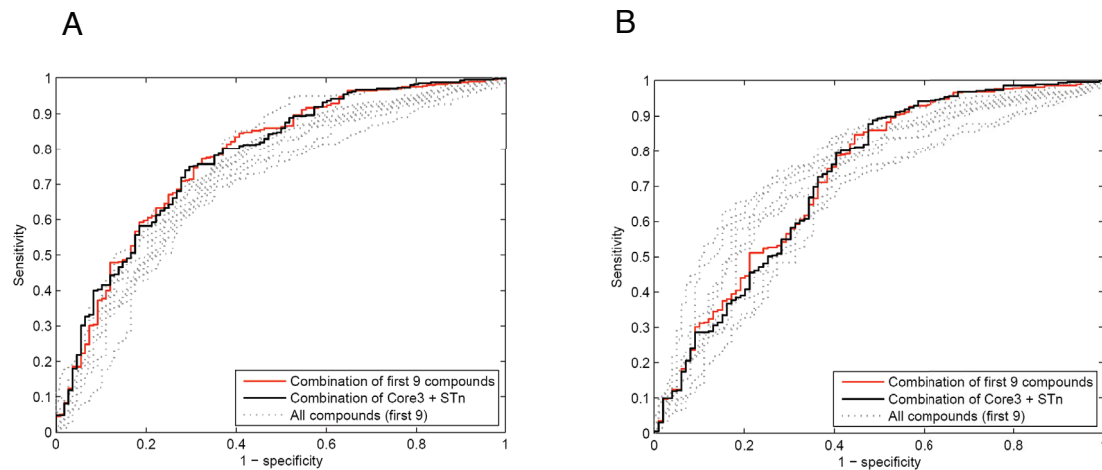 A
1
0.9
0.8
0.7
0.6
0.5
0.4
0.3
0.2
0.1
0
Sensitivity
0
0.2
0.4
0.6
0.8
1
1 − specificity
Combination of first 9 compounds
Combination of Core3 + STn
All compounds (first 9)
B
1
0.9
0.8
0.7
0.6
0.5
0.4
0.3
0.2
0.1
0
Sensitivity
0
0.2
0.4
0.6
0.8
1
1 − specificity
Combination of first 9 compounds
Combination of Core3 + STn
All compounds (first 9)